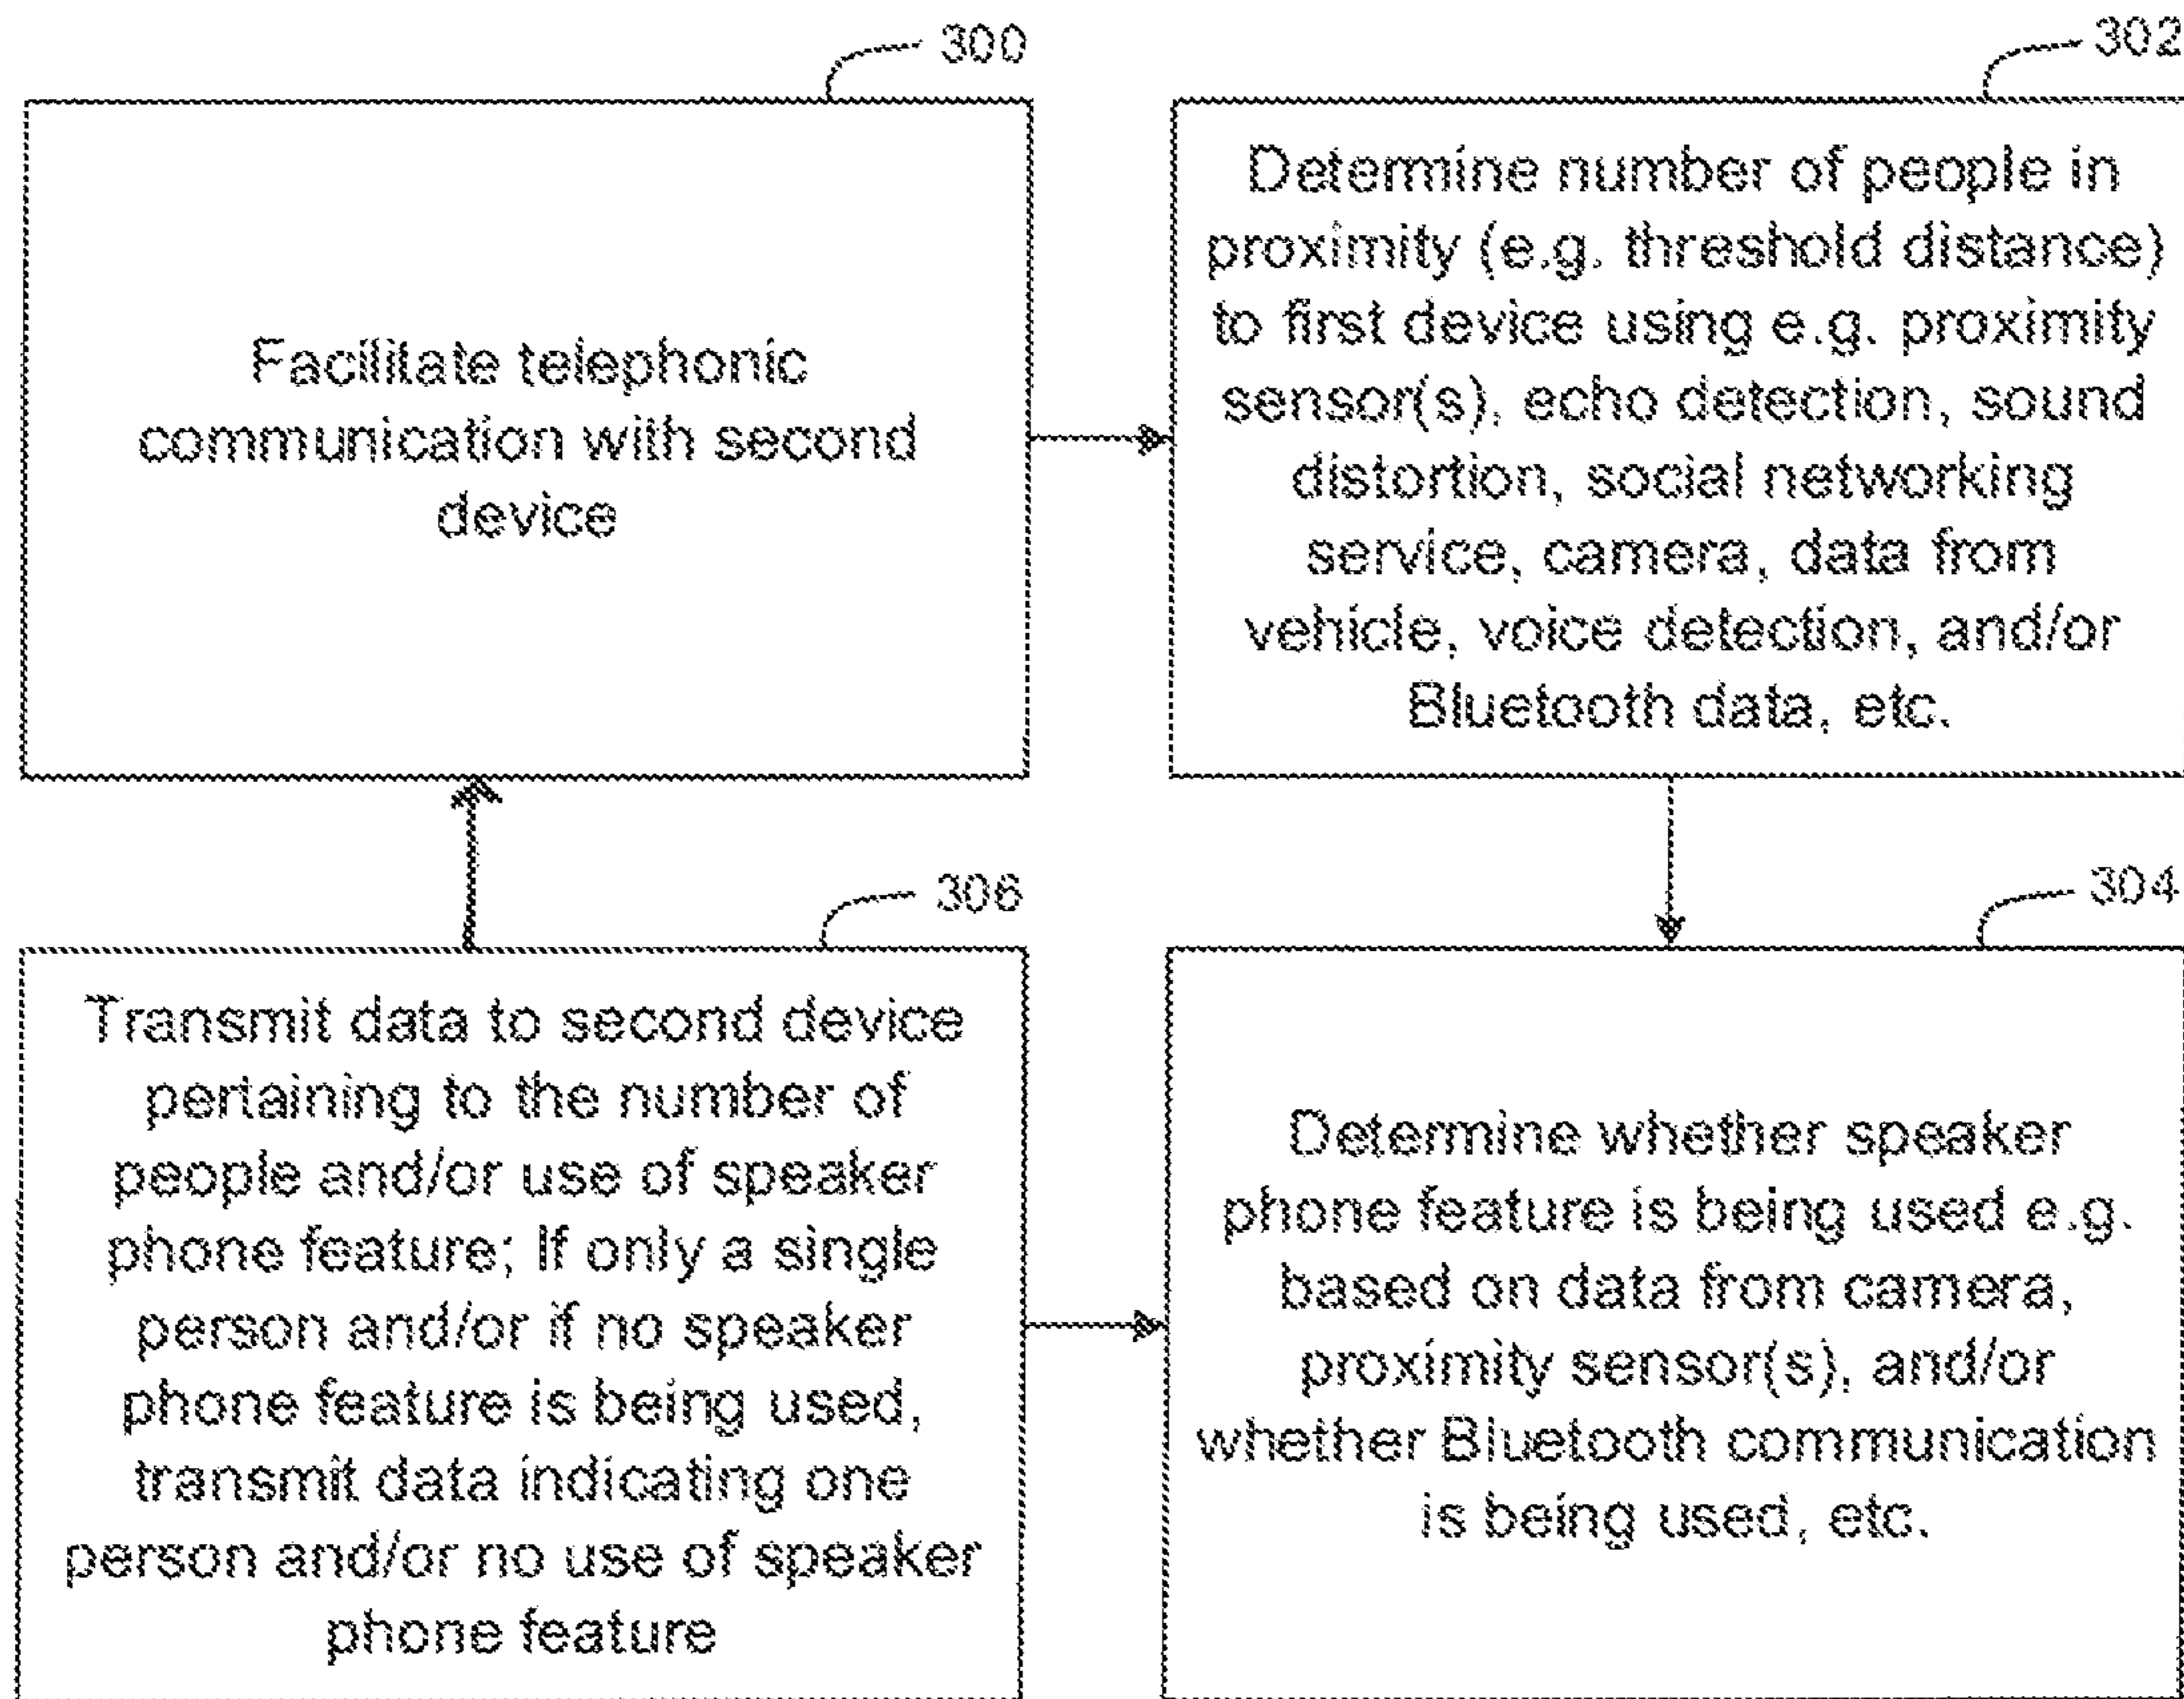 300
Facilitate telephonic
communication with second
device
302
Determine number of people in
proximity (e.g. threshold distance)
to first device using e.g. proximity
sensor(s), echo detection, sound
distortion, social networking
service, camera, data from
vehicle, voice detection, and/or
Bluetooth data, etc.
304
Determine whether speaker
phone feature is being used e.g.
based on data from camera,
proximity sensor(s), and/or
whether Bluetooth communication
is being used, etc.
306
Transmit data to second device
pertaining to the number of
people and/or use of speaker
phone feature; If only a single
person and/or if no speaker
phone feature is being used,
transmit data indicating one
person and/or no use of speaker
phone feature